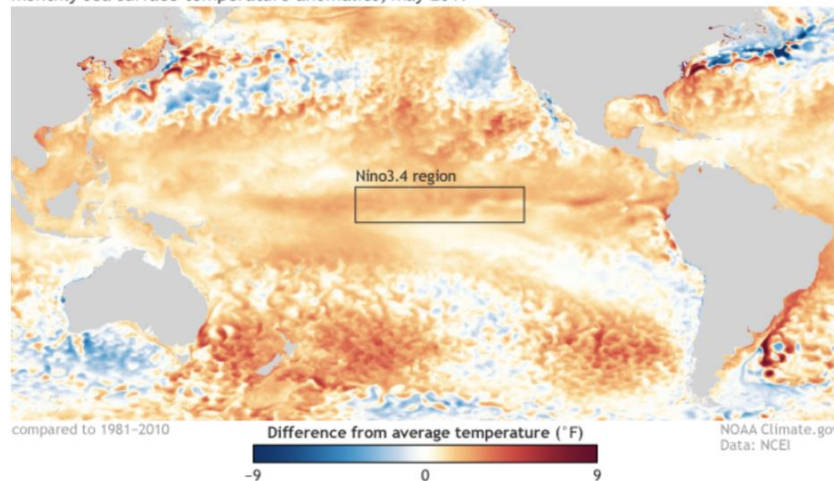 Nino3.4 region
compared to 1981–2010
Difference from average temperature (°F)
-9 0 9
NOAA Climate.gov
Data: NCEI